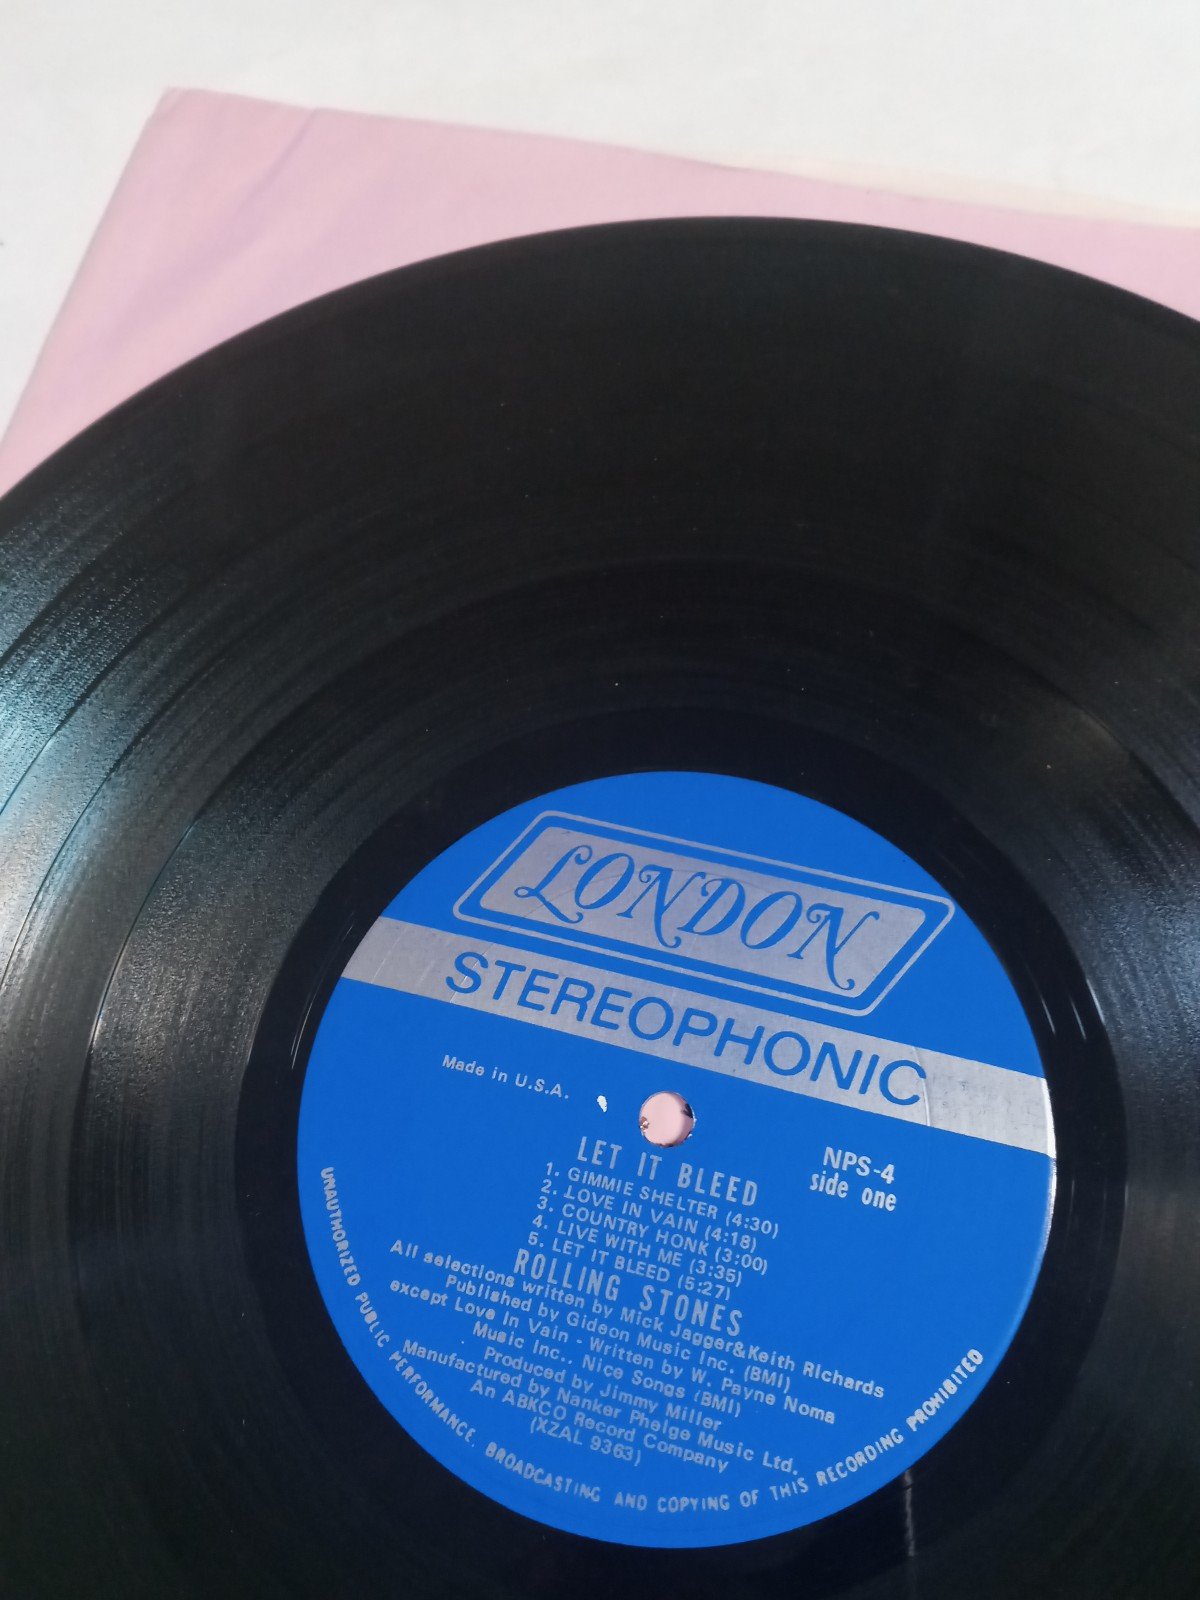 LONDON
STEREOPHONIC
Made in U.S.A.
NPS-4
side one
LET IT BLEED
1. GIMMIE SHELTER (4:30)
2. LOVE IN VAIN (4:18)
3. COUNTRY HONK (3:00)
4. LIVE WITH ME (3:35)
5. LET IT BLEED (5:27)
ROLLING STONES
All selections written by Mick Jagger&Keith Richards
Published by Gideon Music Inc. (BMI)
except Love In Vain - Written by W. Payne Noma
Music Inc., Nice Songs (BMI)
Produced by Jimmy Miller
Manufactured by Nanker Phelge Music Ltd.
An ABKCO Record Company
(XZAL 9363)
UNAUTHORIZED PUBLIC PERFORMANCE, BROADCASTING AND COPYING OF THIS RECORDING PROHIBITED